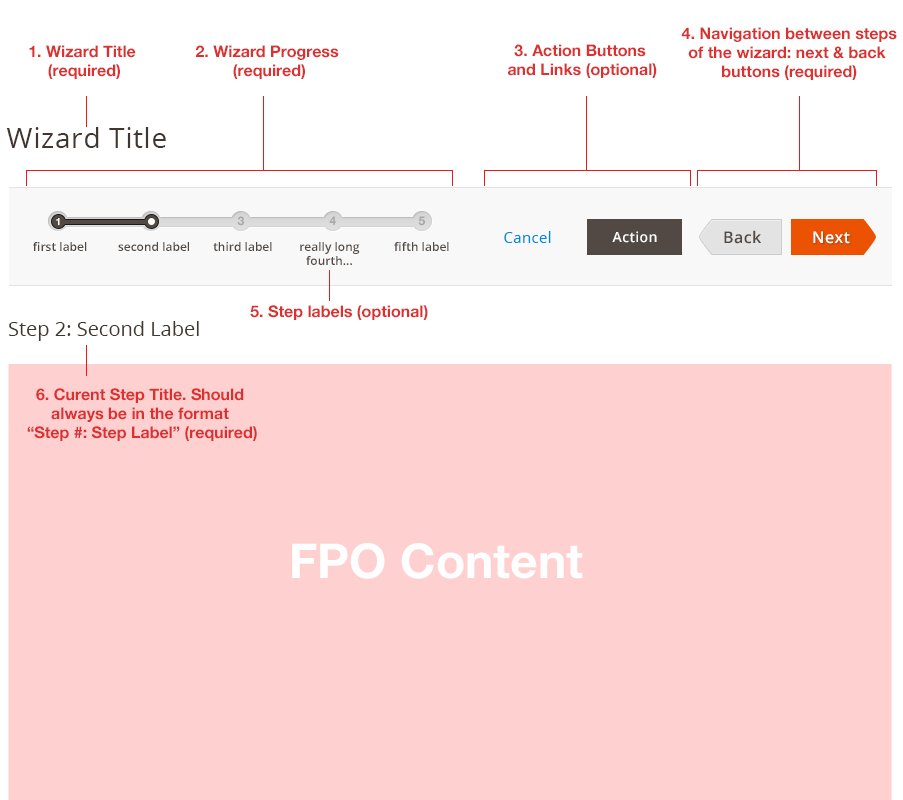 1. Wizard Title
(required)
2. Wizard Progress
(required)
3. Action Buttons
and Links (optional)
4. Navigation between steps
of the wizard: next & back
buttons (required)
Wizard Title
1
3
4
5
first label
second label
third label
really long
fourth...
fifth label
Cancel
Action
Back
Next
5. Step labels (optional)
Step 2: Second Label
6. Curent Step Title. Should
always be in the format
“Step #: Step Label” (required)
FPO Content